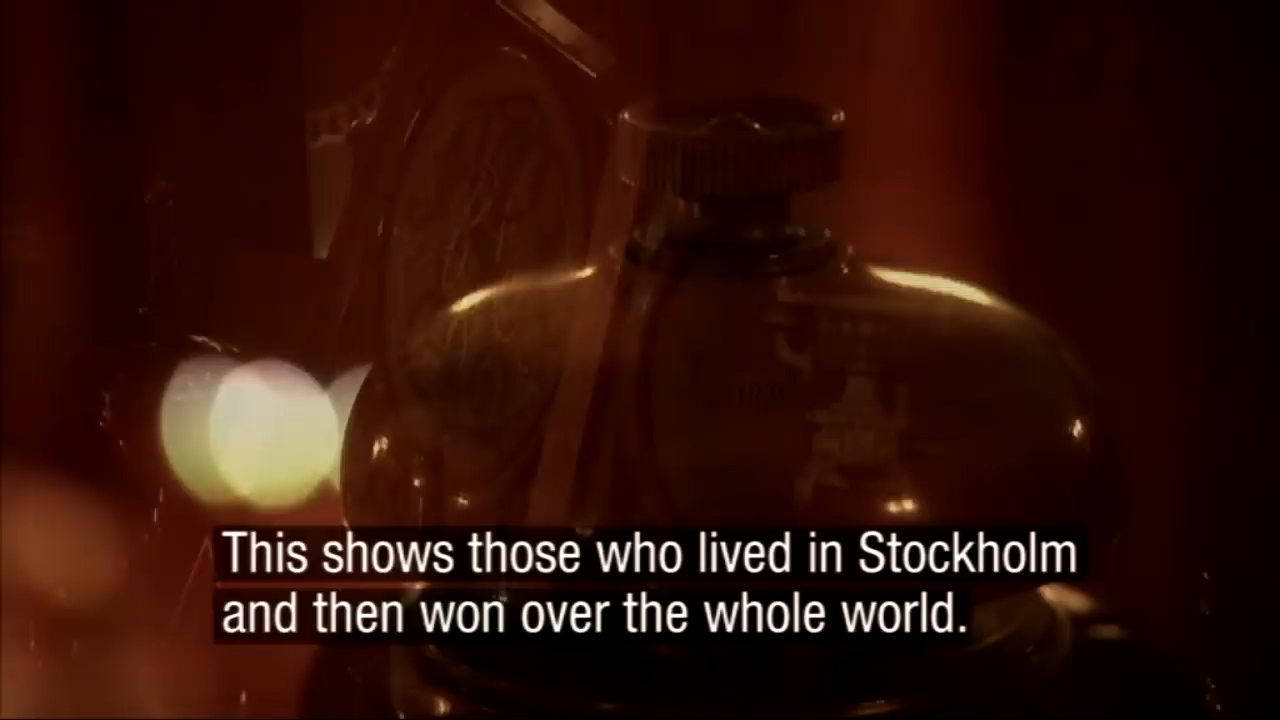 This shows those who lived in Stockholm
and then won over the whole world.